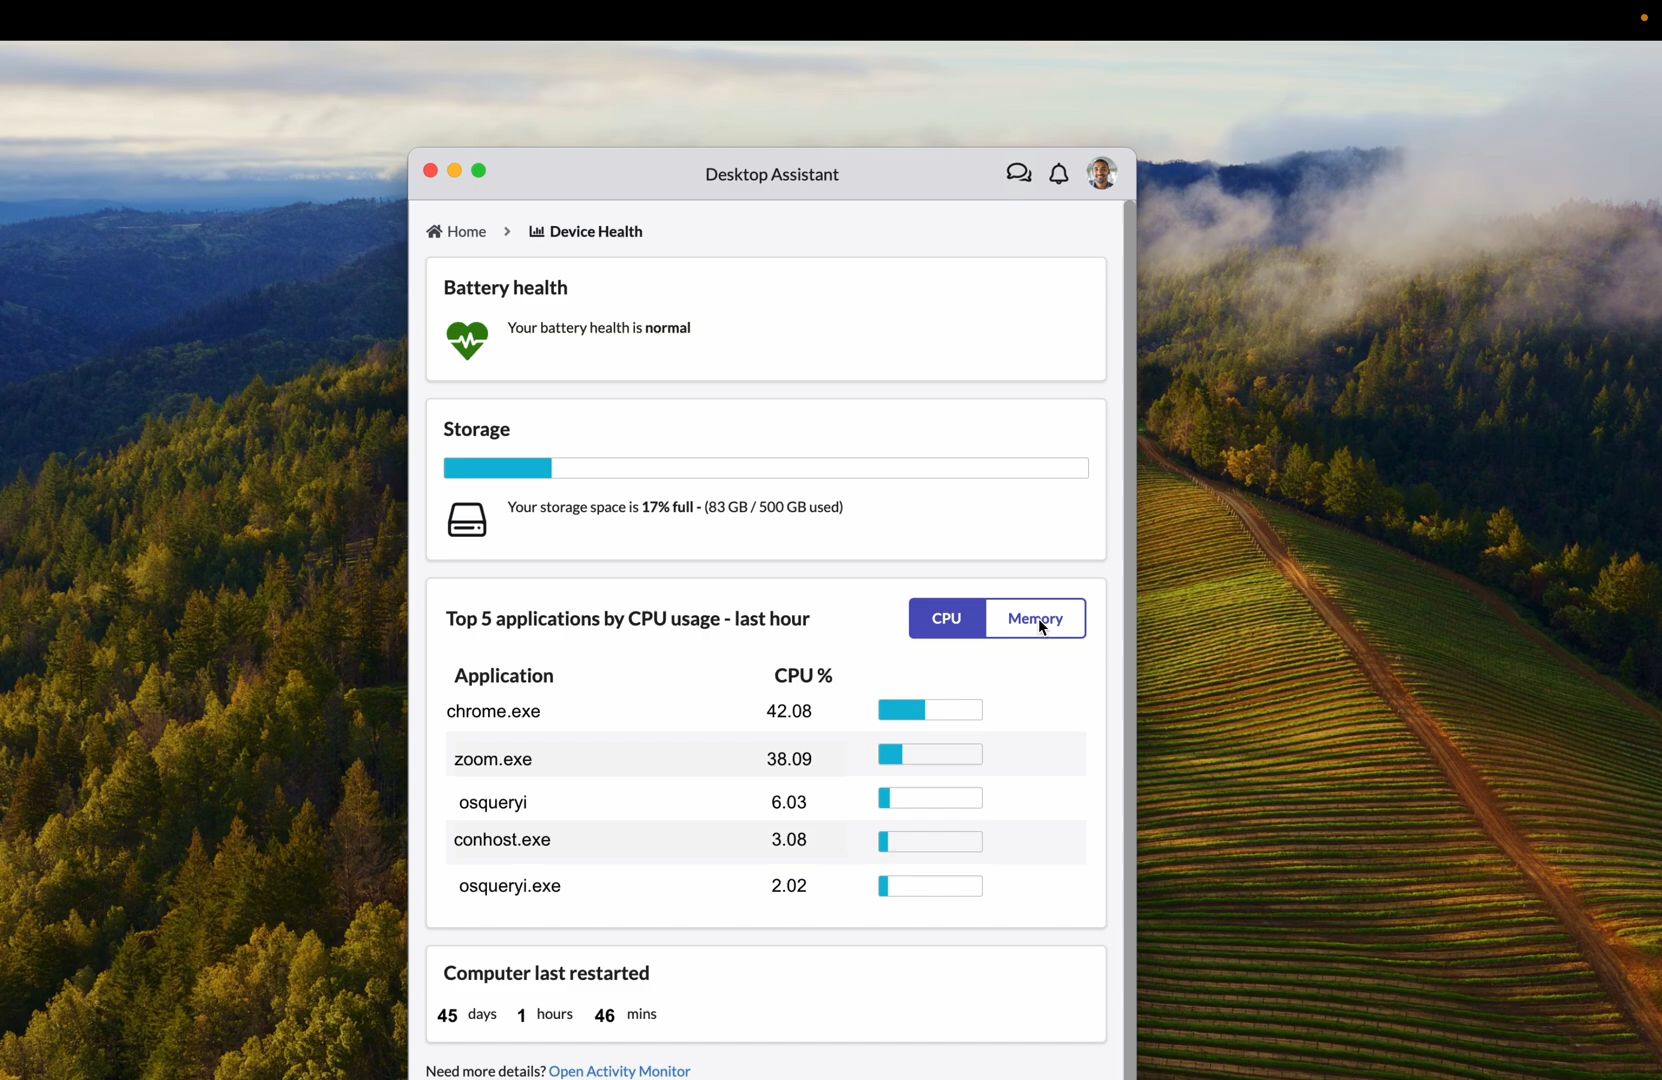 Desktop Assistant
Home > Device Health
Battery health
Your battery health is normal
Storage
Your storage space is 17% full - (83 GB / 500 GB used)
Top 5 applications by CPU usage - last hour
CPU Memory
Application CPU %
chrome.exe 42.08
zoom.exe 38.09
osqueryi 6.03
conhost.exe 3.08
osqueryi.exe 2.02
Computer last restarted
45 days 1 hours 46 mins
Need more details? Open Activity Monitor